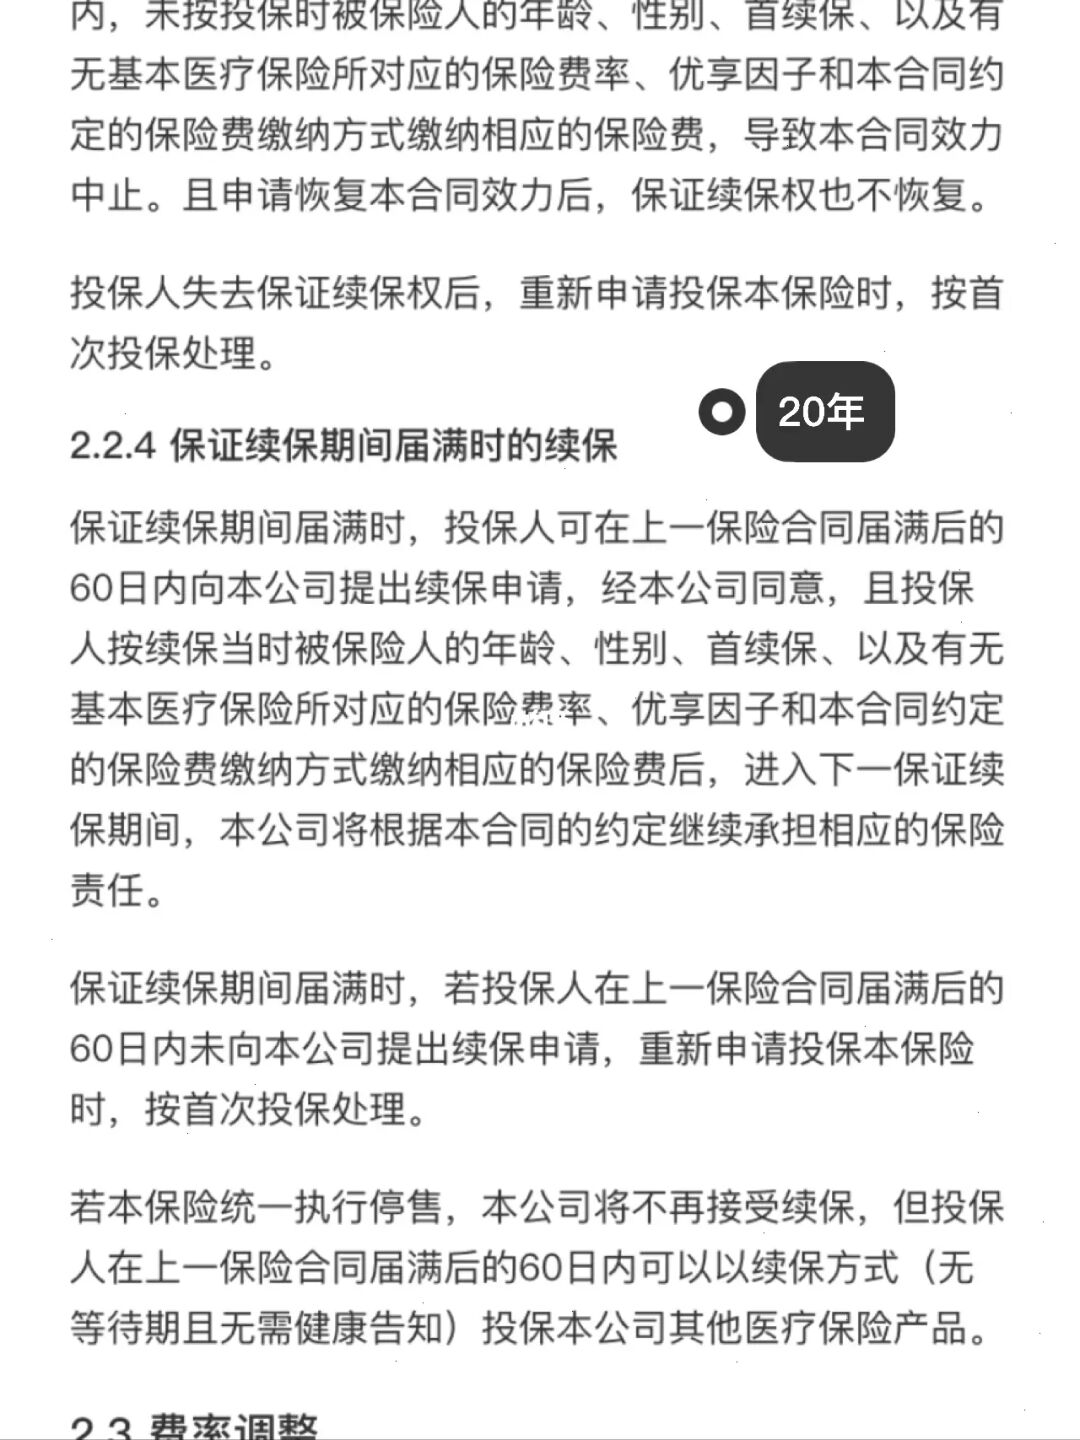 内，未按投保时被保险人的年龄、性别、首续保、以及有
无基本医疗保险所对应的保险费率、优享因子和本合同约
定的保险费缴纳方式缴纳相应的保险费，导致本合同效力
中止。且申请恢复本合同效力后，保证续保权也不恢复。
投保人失去保证续保权后，重新申请投保本保险时，按首
次投保处理。
20年
2.2.4 保证续保期间届满时的续保
保证续保期间届满时，投保人可在上一保险合同届满后的
60日内向本公司提出续保申请，经本公司同意，且投保
人按续保当时被保险人的年龄、性别、首续保、以及有无
基本医疗保险所对应的保险费率、优享因子和本合同约定
的保险费缴纳方式缴纳相应的保险费后，进入下一保证续
保期间，本公司将根据本合同的约定继续承担相应的保险
责任。
保证续保期间届满时，若投保人在上一保险合同届满后的
60日内未向本公司提出续保申请，重新申请投保本保险
时，按首次投保处理。
若本保险统一执行停售，本公司将不再接受续保，但投保
人在上一保险合同届满后的60日内可以以续保方式（无
等待期且无需健康告知）投保本公司其他医疗保险产品。
2.3 费率调整